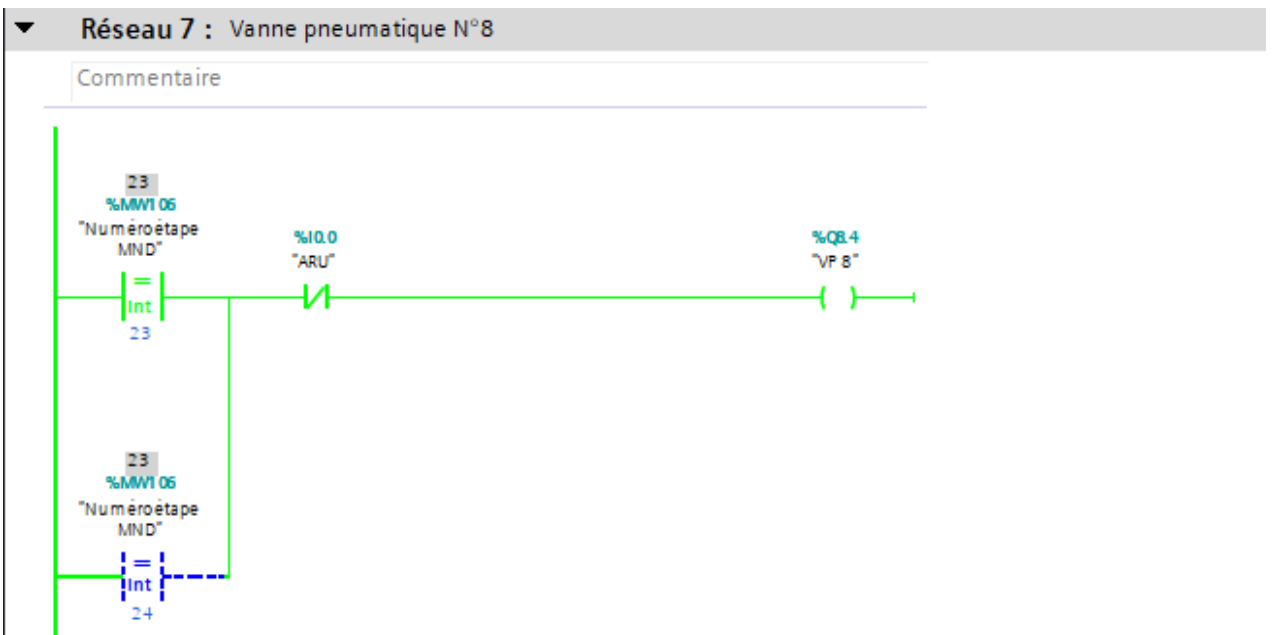 Réseau 7 : Vanne pneumatique N°8
Commentaire
23
%MW106
"Numéroétape
MND"
=
Int
23
%I0.0
"ARU"
%Q8.4
"VP 8"
23
%MW106
"Numéroétape
MND"
=
Int
24